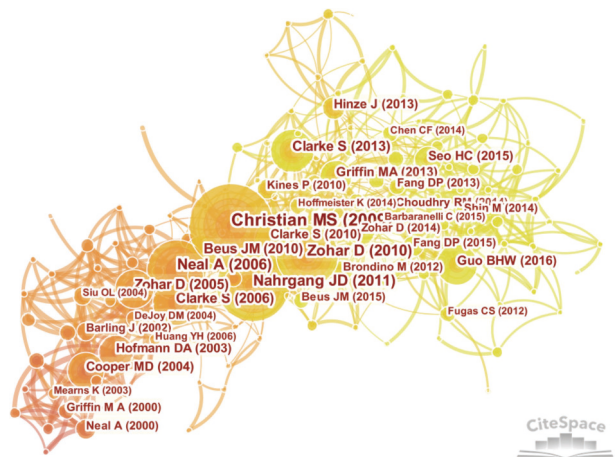 Hinze J (2013)
Chen CF (2014)
Clarke S (2013)
Seo HC (2015)
Griffin MA (2013)
Kines P (2010)
Fang DP (2013)
Hoffmeister K (2014)
Choudhry RM
Shin M (2014)
Christian MS
Barbaranelli C (2015)
Clarke S (2010)
Zohar D (2014)
Beus JM (2010)
Zohar D (2010)
Fang DP (2015)
Neal A (2006)
Brondino M (2012)
Guo BHW (2016)
Zohar D (2005)
Nahrgang JD (2011)
Siu OL (2004)
Clarke S (2006)
Beus JM (2015)
Fugas CS (2012)
DeJoy DM (2004)
Barling J (2002)
Huang YH (2006)
Hofmann DA (2003)
Cooper MD (2004)
Mearns K (2003)
Griffin M A (2000)
Neal A (2000)
CiteSpace